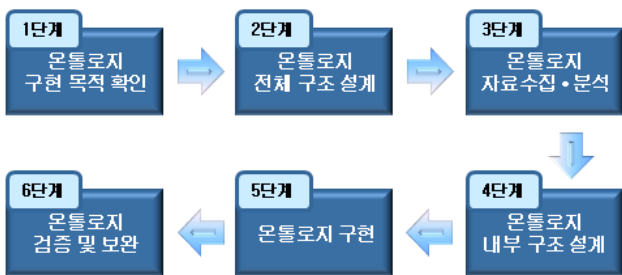 1단계
온톨로지
구현 목적 확인
2단계
온톨로지
전체 구조 설계
3단계
온톨로지
자료수집•분석
4단계
온톨로지
내부 구조 설계
5단계
온톨로지 구현
6단계
온톨로지
검증 및 보완